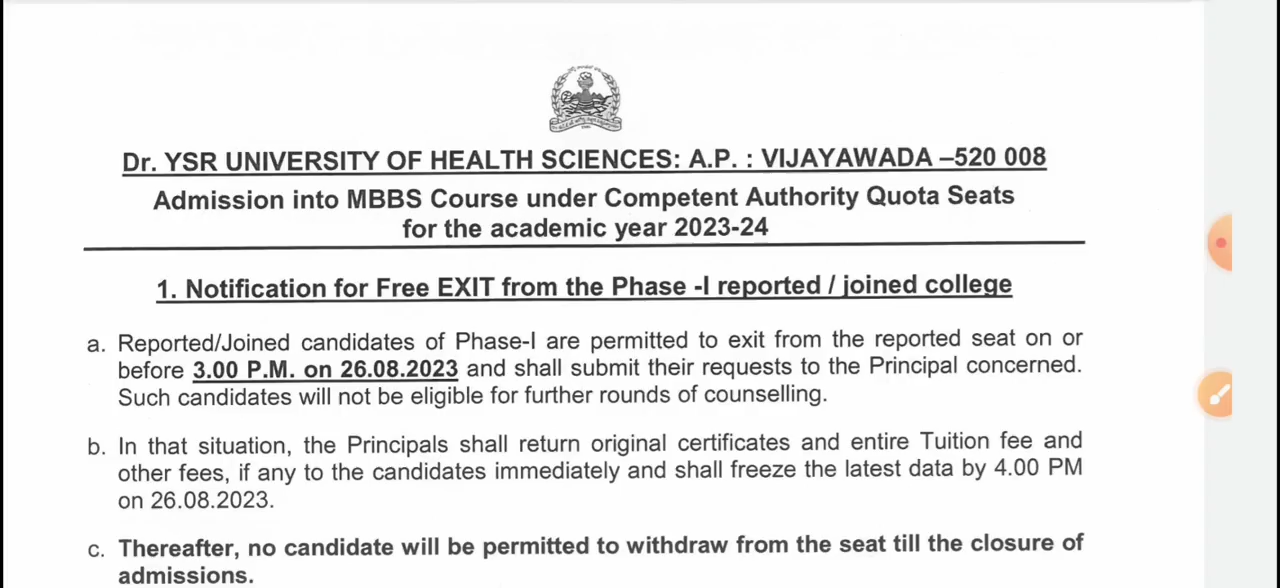 Dr. YSR UNIVERSITY OF HEALTH SCIENCES: A.P. : VIJAYAWADA –520 008
Admission into MBBS Course under Competent Authority Quota Seats
for the academic year 2023-24
1. Notification for Free EXIT from the Phase -I reported / joined college
a. Reported/Joined candidates of Phase-I are permitted to exit from the reported seat on or
before 3.00 P.M. on 26.08.2023 and shall submit their requests to the Principal concerned.
Such candidates will not be eligible for further rounds of counselling.
b. In that situation, the Principals shall return original certificates and entire Tuition fee and
other fees, if any to the candidates immediately and shall freeze the latest data by 4.00 PM
on 26.08.2023.
c. Thereafter, no candidate will be permitted to withdraw from the seat till the closure of
admissions.